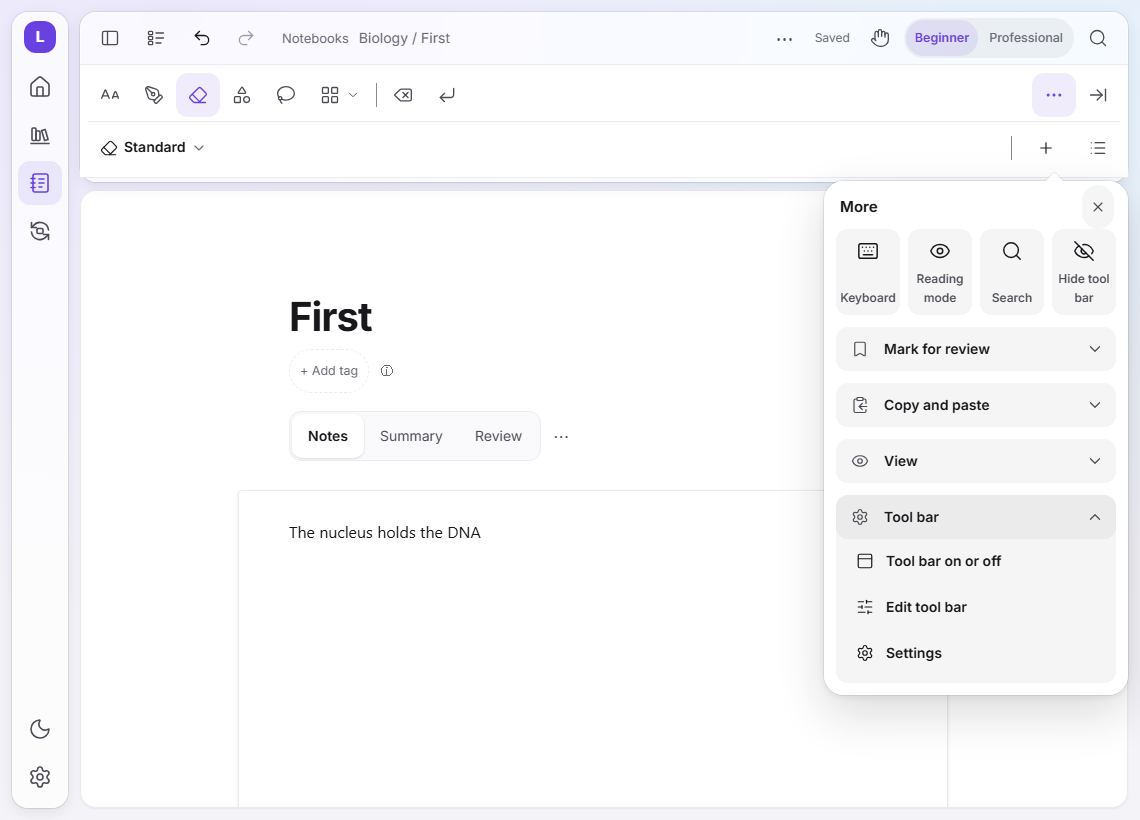 L
Notebooks Biology / First
Saved
Beginner Professional
AA
Standard
More
Keyboard
Reading mode
Search
Hide tool bar
Mark for review
Copy and paste
View
Tool bar
Tool bar on or off
Edit tool bar
Settings
First
+ Add tag
Notes Summary Review
The nucleus holds the DNA